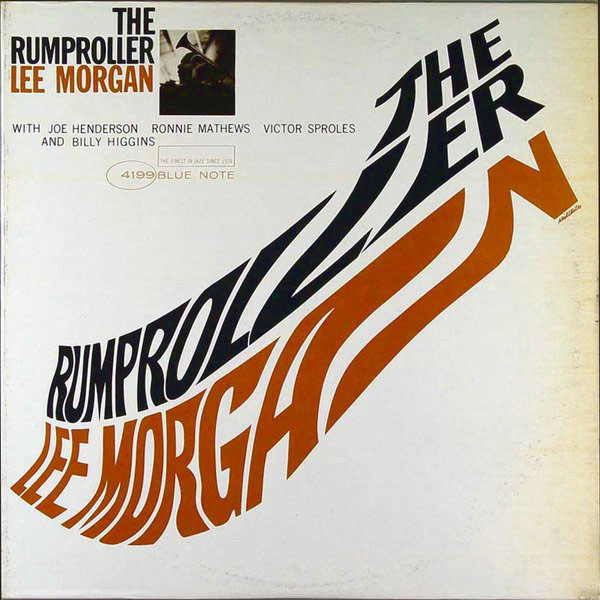 THE
RUMPROLLER
LEE MORGAN
WITH JOE HENDERSON RONNIE MATHEWS VICTOR SPROLES
AND BILLY HIGGINS
THE FINEST IN JAZZ SINCE 1939
4199 BLUE NOTE
THE
RUMPROLLER
LEE MORGAN